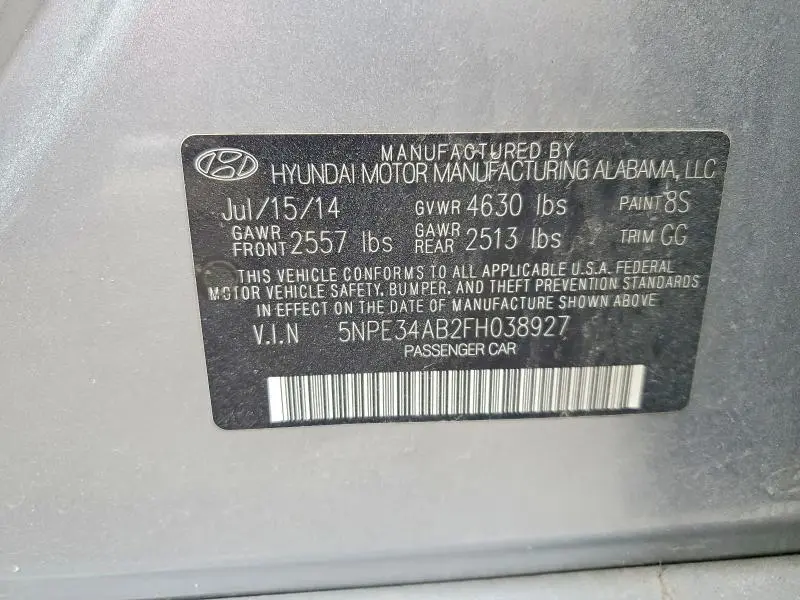 MANUFACTURED BY
HYUNDAI MOTOR MANUFACTURING ALABAMA, LLC
Jul/15/14 GVWR 4630 lbs PAINT 8S
GAWR FRONT 2557 lbs GAWR REAR 2513 lbs TRIM GG
THIS VEHICLE CONFORMS TO ALL APPLICABLE U.S.A. FEDERAL
MOTOR VEHICLE SAFETY, BUMPER, AND THEFT PREVENTION STANDARDS
IN EFFECT ON THE DATE OF MANUFACTURE SHOWN ABOVE
V.I.N 5NPE34AB2FH038927
PASSENGER CAR